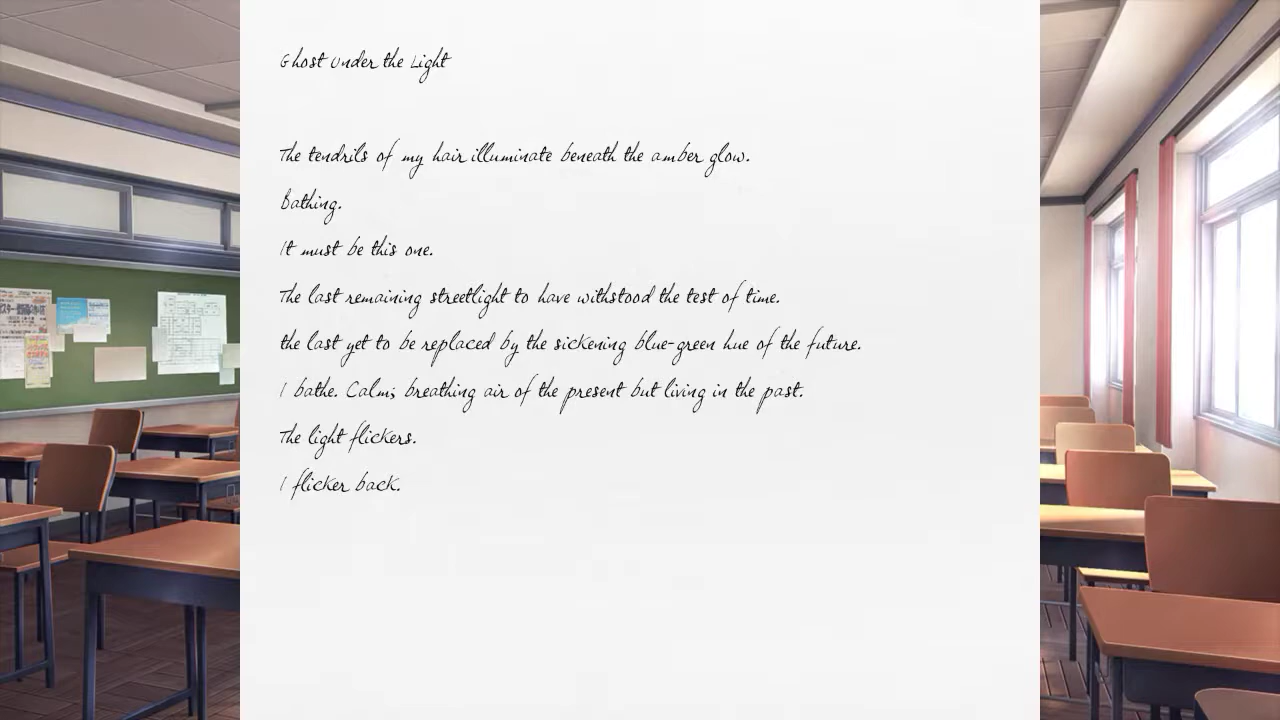 Ghost Under the Light
The tendrils of my hair illuminate beneath the amber glow.
Bathing.
It must be this one.
The last remaining streetlight to have withstood the test of time.
the last yet to be replaced by the sickening blue-green hue of the future.
I bathe. Calm; breathing air of the present but living in the past.
The light flickers.
I flicker back.